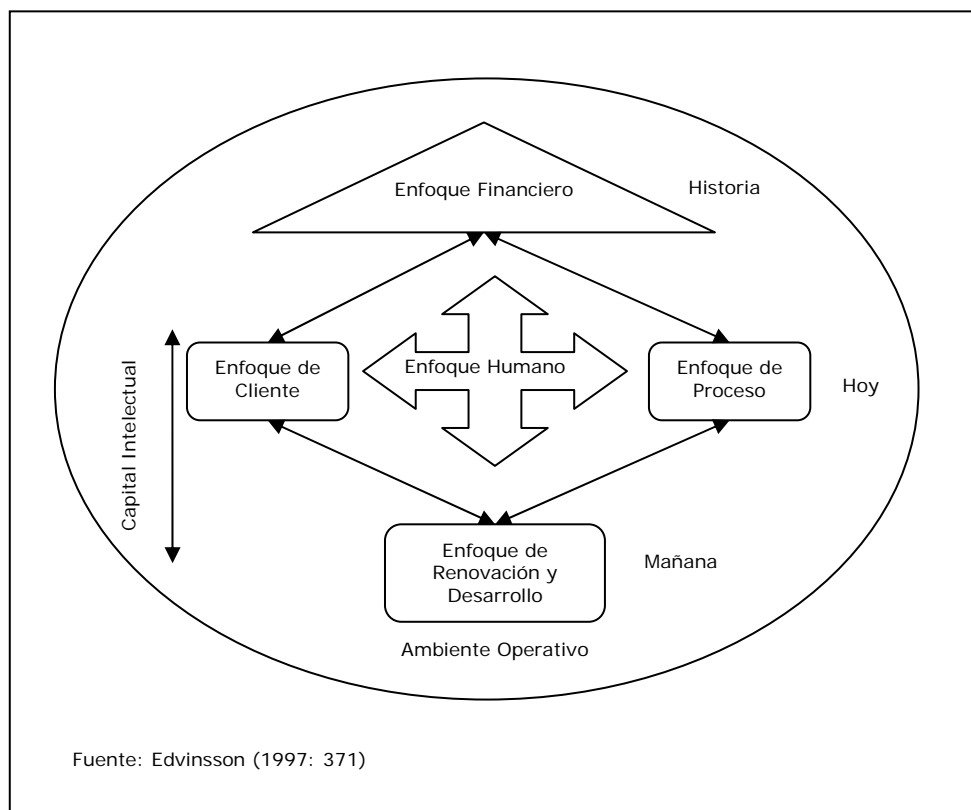 Enfoque Financiero
Historia
Capital Intelectual
Enfoque de
Cliente
Enfoque Humano
Enfoque de
Proceso
Hoy
Enfoque de
Renovación y
Desarrollo
Mañana
Ambiente Operativo
Fuente: Edvinsson (1997: 371)